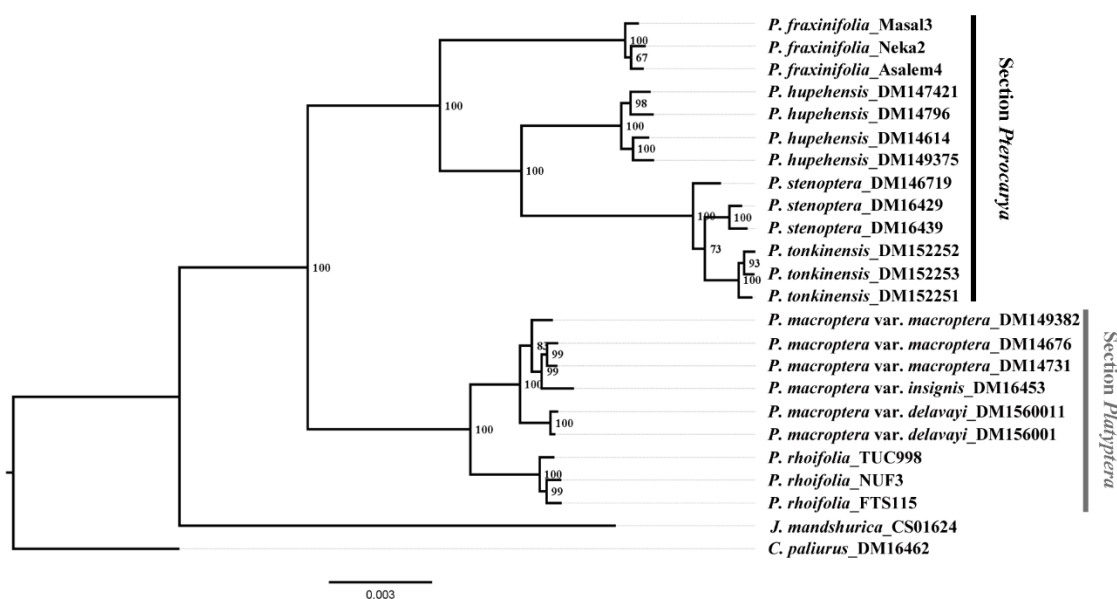 P. fraxinifolia_Masal3
100
P. fraxinifolia_Neka2
67
P. fraxinifolia_Asalem4
P. hupehensis_DM147421
98
P. hupehensis_DM14796
100
P. hupehensis_DM14614
100
P. hupehensis_DM149375
100
100
P. stenoptera_DM146719
P. stenoptera_DM16429
100
100
P. stenoptera_DM16439
73
P. tonkinensis_DM152252
93
P. tonkinensis_DM152253
100
P. tonkinensis_DM152251
Section Pterocarya
100
P. macroptera var. macroptera_DM149382
83
P. macroptera var. macroptera_DM14676
99
P. macroptera var. macroptera_DM14731
99
100
P. macroptera var. insignis_DM16453
P. macroptera var. delavayi_DM1560011
100
P. macroptera var. delavayi_DM156001
100
P. rhoifolia_TUC998
100
P. rhoifolia_NUF3
99
P. rhoifolia_FTS115
Section Platyptera
J. mandshurica_CS01624
C. paliurus_DM16462
0.003